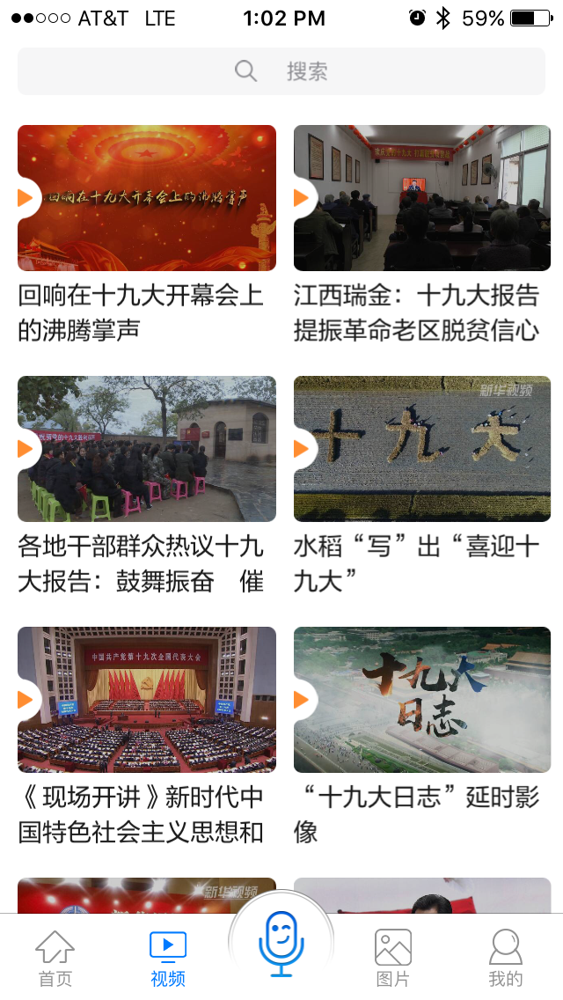 AT&T LTE 1:02 PM 59%
搜索
回响在十九大开幕会上的沸腾掌声
回响在十九大开幕会上
的沸腾掌声
江西瑞金：十九大报告
提振革命老区脱贫信心
新华视频
十九大
各地干部群众热议十九
大报告：鼓舞振奋 催
水稻“写”出“喜迎十
九大”
中国共产党第十九次全国代表大会
十九大
日志
《现场开讲》新时代中
国特色社会主义思想和
“十九大日志”延时影
像
新华视频
首页
视频
图片
我的